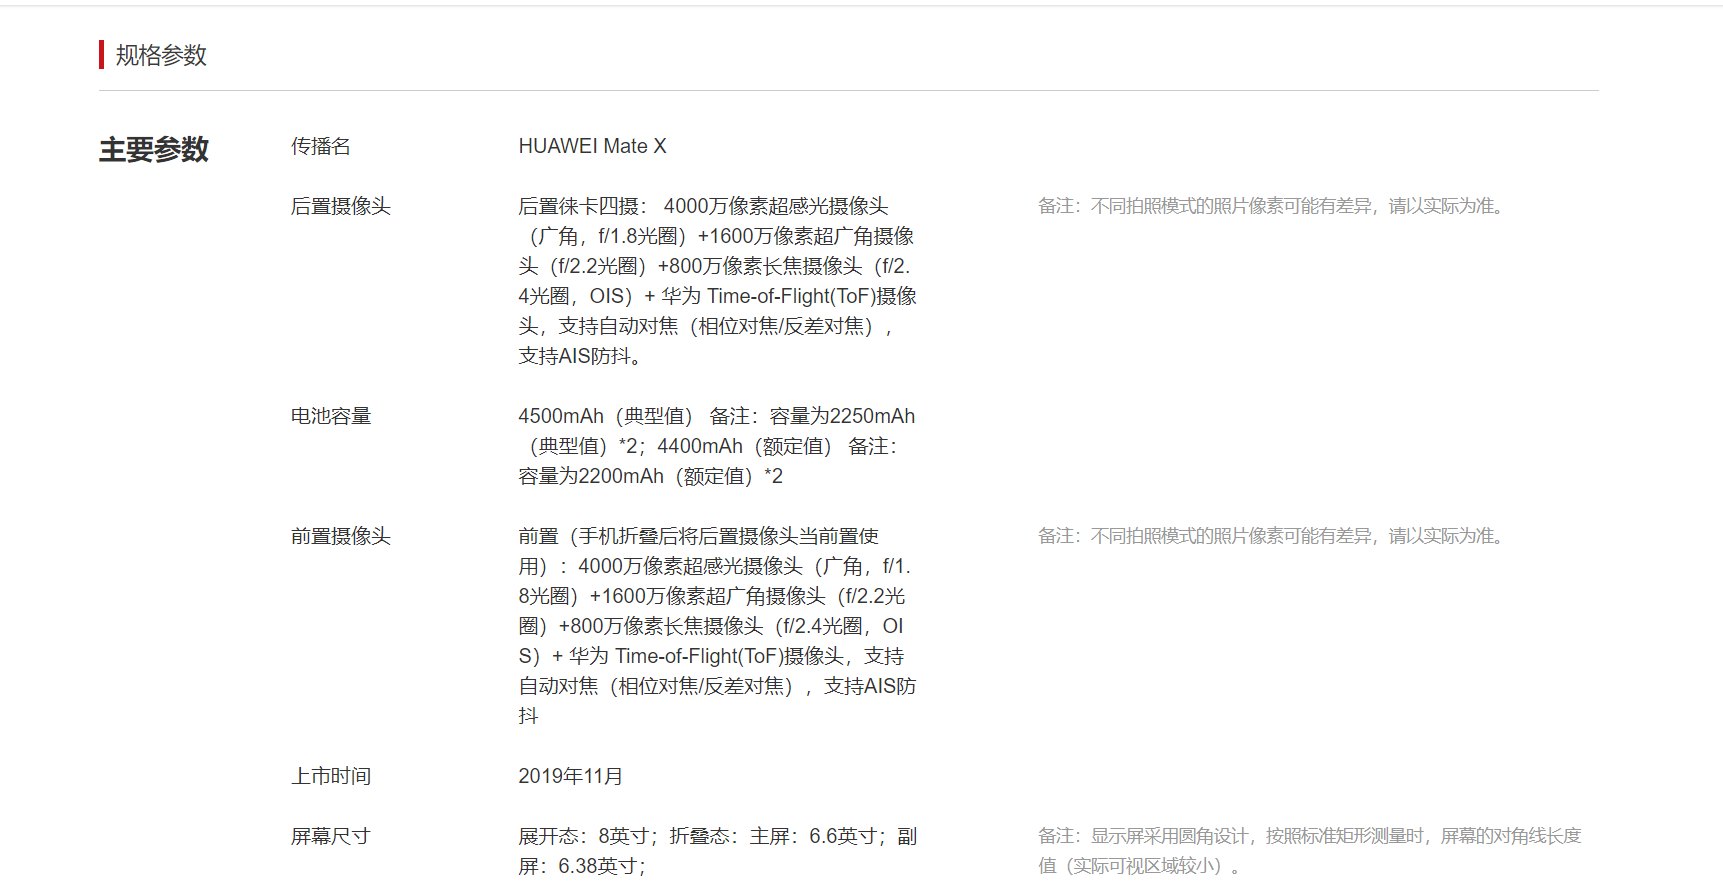 规格参数
主要参数
传播名
HUAWEI Mate X
后置摄像头
后置徕卡四摄： 4000万像素超感光摄像头
（广角，f/1.8光圈）+1600万像素超广角摄像
头（f/2.2光圈）+800万像素长焦摄像头（f/2.
4光圈，OIS）+ 华为 Time-of-Flight(ToF)摄像
头，支持自动对焦（相位对焦/反差对焦），
支持AIS防抖。
备注：不同拍照模式的照片像素可能有差异，请以实际为准。
电池容量
4500mAh（典型值） 备注：容量为2250mAh
（典型值）*2；4400mAh（额定值） 备注：
容量为2200mAh（额定值）*2
前置摄像头
前置（手机折叠后将后置摄像头当前置使
用）：4000万像素超感光摄像头（广角，f/1.
8光圈）+1600万像素超广角摄像头（f/2.2光
圈）+800万像素长焦摄像头（f/2.4光圈，OI
S）+ 华为 Time-of-Flight(ToF)摄像头，支持
自动对焦（相位对焦/反差对焦），支持AIS防
抖
备注：不同拍照模式的照片像素可能有差异，请以实际为准。
上市时间
2019年11月
屏幕尺寸
展开态：8英寸；折叠态：主屏：6.6英寸；副
屏：6.38英寸；
备注：显示屏采用圆角设计，按照标准矩形测量时，屏幕的对角线长度
值（实际可视区域较小）。